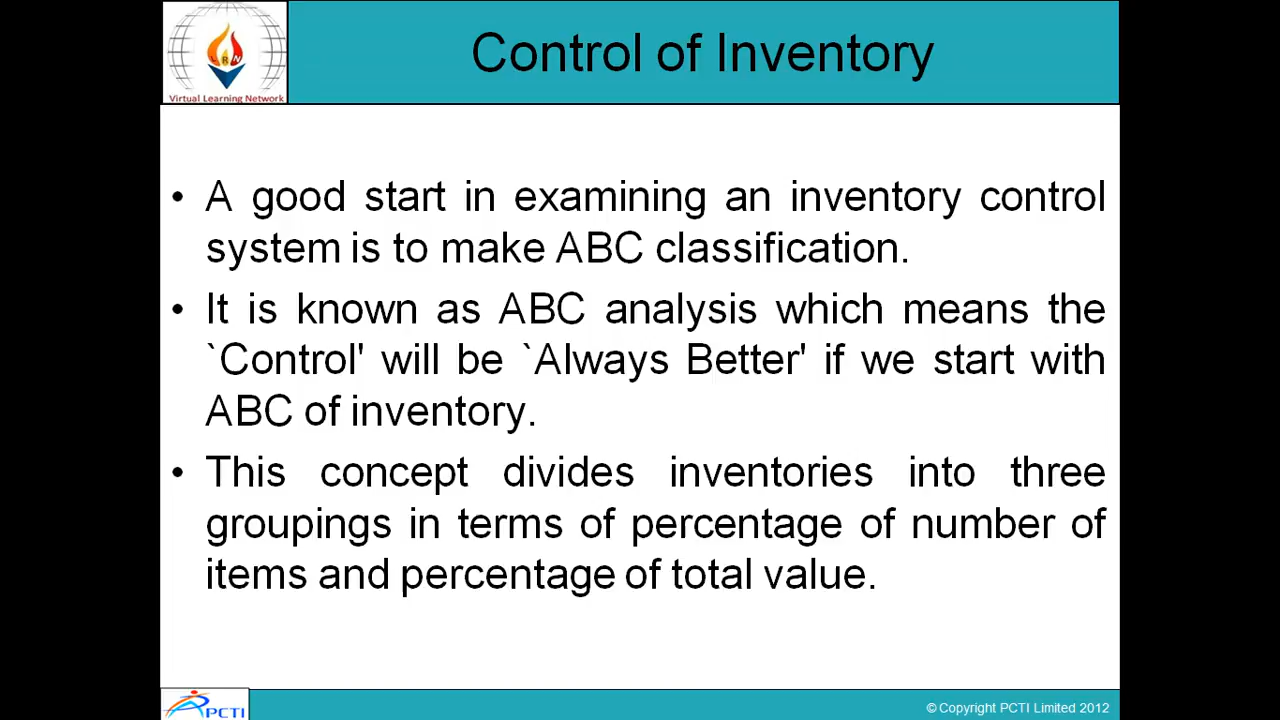 Control of Inventory
LRN
Virtual Learning Network
• A good start in examining an inventory control
system is to make ABC classification.
• It is known as ABC analysis which means the
`Control' will be `Always Better' if we start with
ABC of inventory.
• This concept divides inventories into three
groupings in terms of percentage of number of
items and percentage of total value.
PCTI
© Copyright PCTI Limited 2012